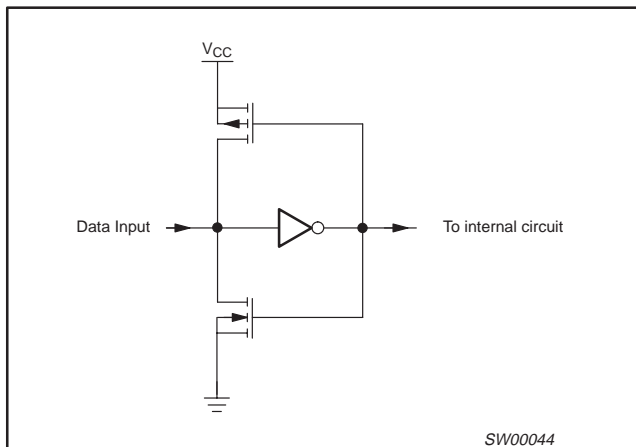 VCC
Data Input
To internal circuit
SW00044